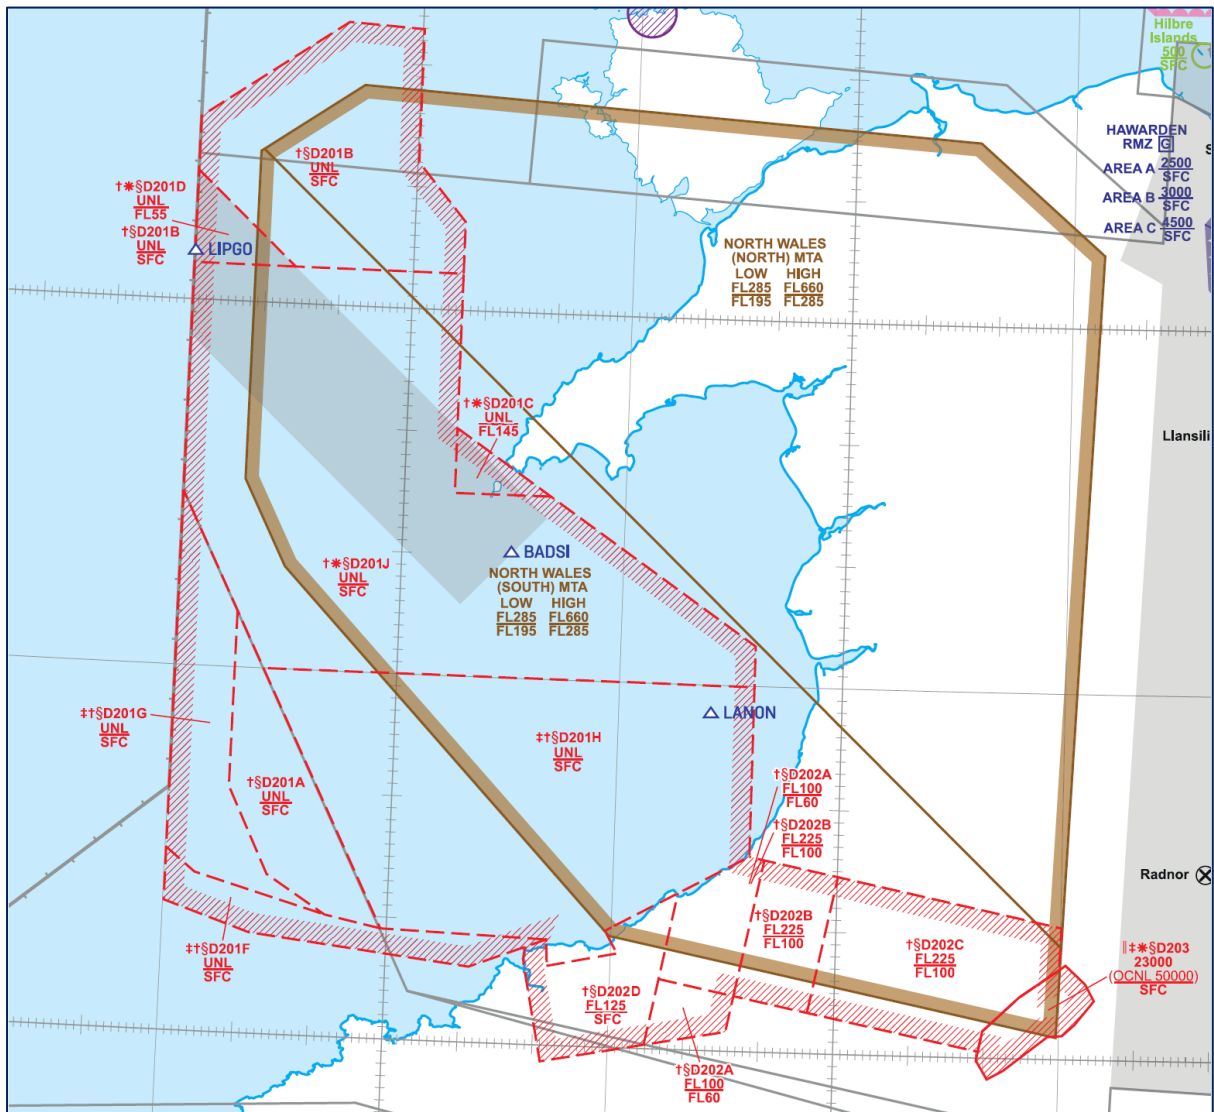 Hilbre
Islands
500
SFC
HAWARDEN
RMZ G
AREA A 2500
SFC
AREA B 3000
SFC
AREA C 4500
SFC
†§D201B
UNL
SFC
†✱§D201D
UNL
FL55
†§D201B
UNL
SFC
LIPGO
NORTH WALES
(NORTH) MTA
LOW HIGH
FL285 FL660
FL195 FL285
†✱§D201C
UNL
FL145
Llansili
BADSI
†✱§D201J
UNL
SFC
NORTH WALES
(SOUTH) MTA
LOW HIGH
FL285 FL660
FL195 FL285
‡†§D201G
UNL
SFC
LANON
‡†§D201H
UNL
SFC
†§D201A
UNL
SFC
†§D202A
FL100
FL60
†§D202B
FL225
FL100
Radnor
‡†§D201F
UNL
SFC
†§D202B
FL225
FL100
†§D202C
FL225
FL100
‖‡✱§D203
23000
(OCNL 50000)
SFC
†§D202D
FL125
SFC
†§D202A
FL100
FL60